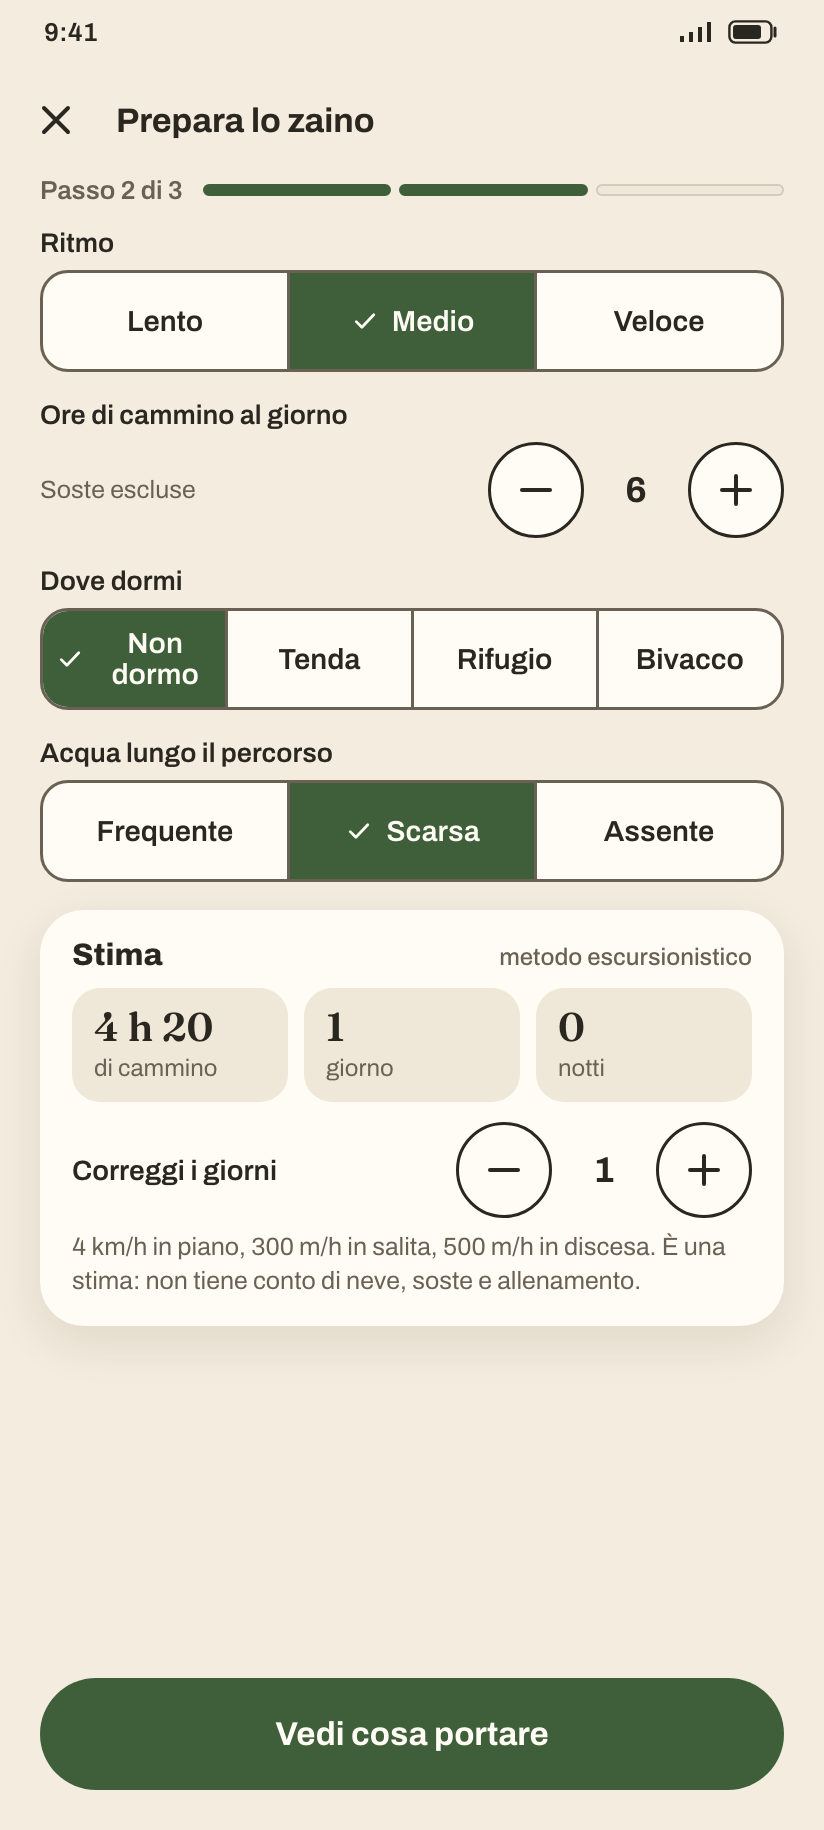 9:41
Prepara lo zaino
Passo 2 di 3
Ritmo
Lento
Medio
Veloce
Ore di cammino al giorno
Soste escluse
6
Dove dormi
Non
dormo
Tenda
Rifugio
Bivacco
Acqua lungo il percorso
Frequente
Scarsa
Assente
Stima
metodo escursionistico
4 h 20
di cammino
1
giorno
0
notti
Correggi i giorni
1
4 km/h in piano, 300 m/h in salita, 500 m/h in discesa. È una
stima: non tiene conto di neve, soste e allenamento.
Vedi cosa portare